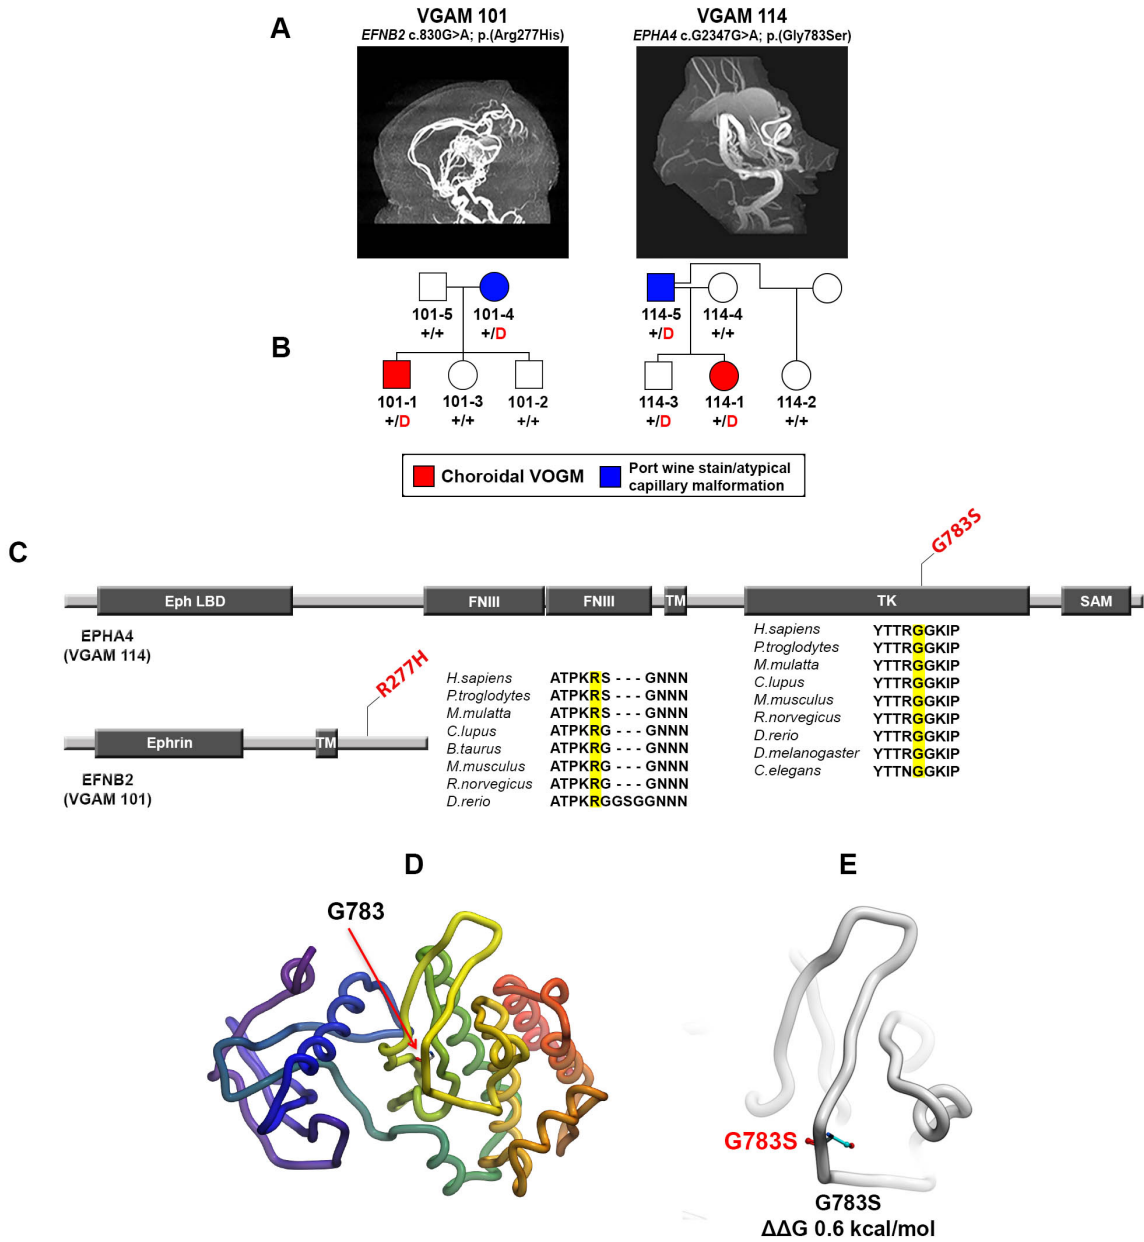 A
VGAM 101
EFNB2 c.830G>A; p.(Arg277His)
VGAM 114
EPHA4 c.G2347G>A; p.(Gly783Ser)
B
101-5
+/+
101-4
+/D
114-5
+/D
114-4
+/+
101-1
+/D
101-3
+/+
101-2
+/+
114-3
+/D
114-1
+/D
114-2
+/+
Choroidal VOGM
Port wine stain/atypical
capillary malformation
C
G783S
Eph LBD
FNIII
FNIII
TM
TK
SAM
EPHA4
(VGAM 114)
H.sapiens YTTRGGKIP
P.troglodytes YTTRGGKIP
M.mulatta YTTRGGKIP
C.lupus YTTRGGKIP
M.musculus YTTRGGKIP
R.norvegicus YTTRGGKIP
D.rerio YTTRGGKIP
D.melanogaster YTTRGGKIP
C.elegans YTTNGGKIP
R277H
Ephrin
TM
EFNB2
(VGAM 101)
H.sapiens ATPKRS - - - GNNN
P.troglodytes ATPKRS - - - GNNN
M.mulatta ATPKRS - - - GNNN
C.lupus ATPKRG - - - GNNN
B.taurus ATPKRG - - - GNNN
M.musculus ATPKRG - - - GNNN
R.norvegicus ATPKRG - - - GNNN
D.rerio ATPKRGGSGGNNN
D
G783
E
G783S
G783S
ΔΔG 0.6 kcal/mol